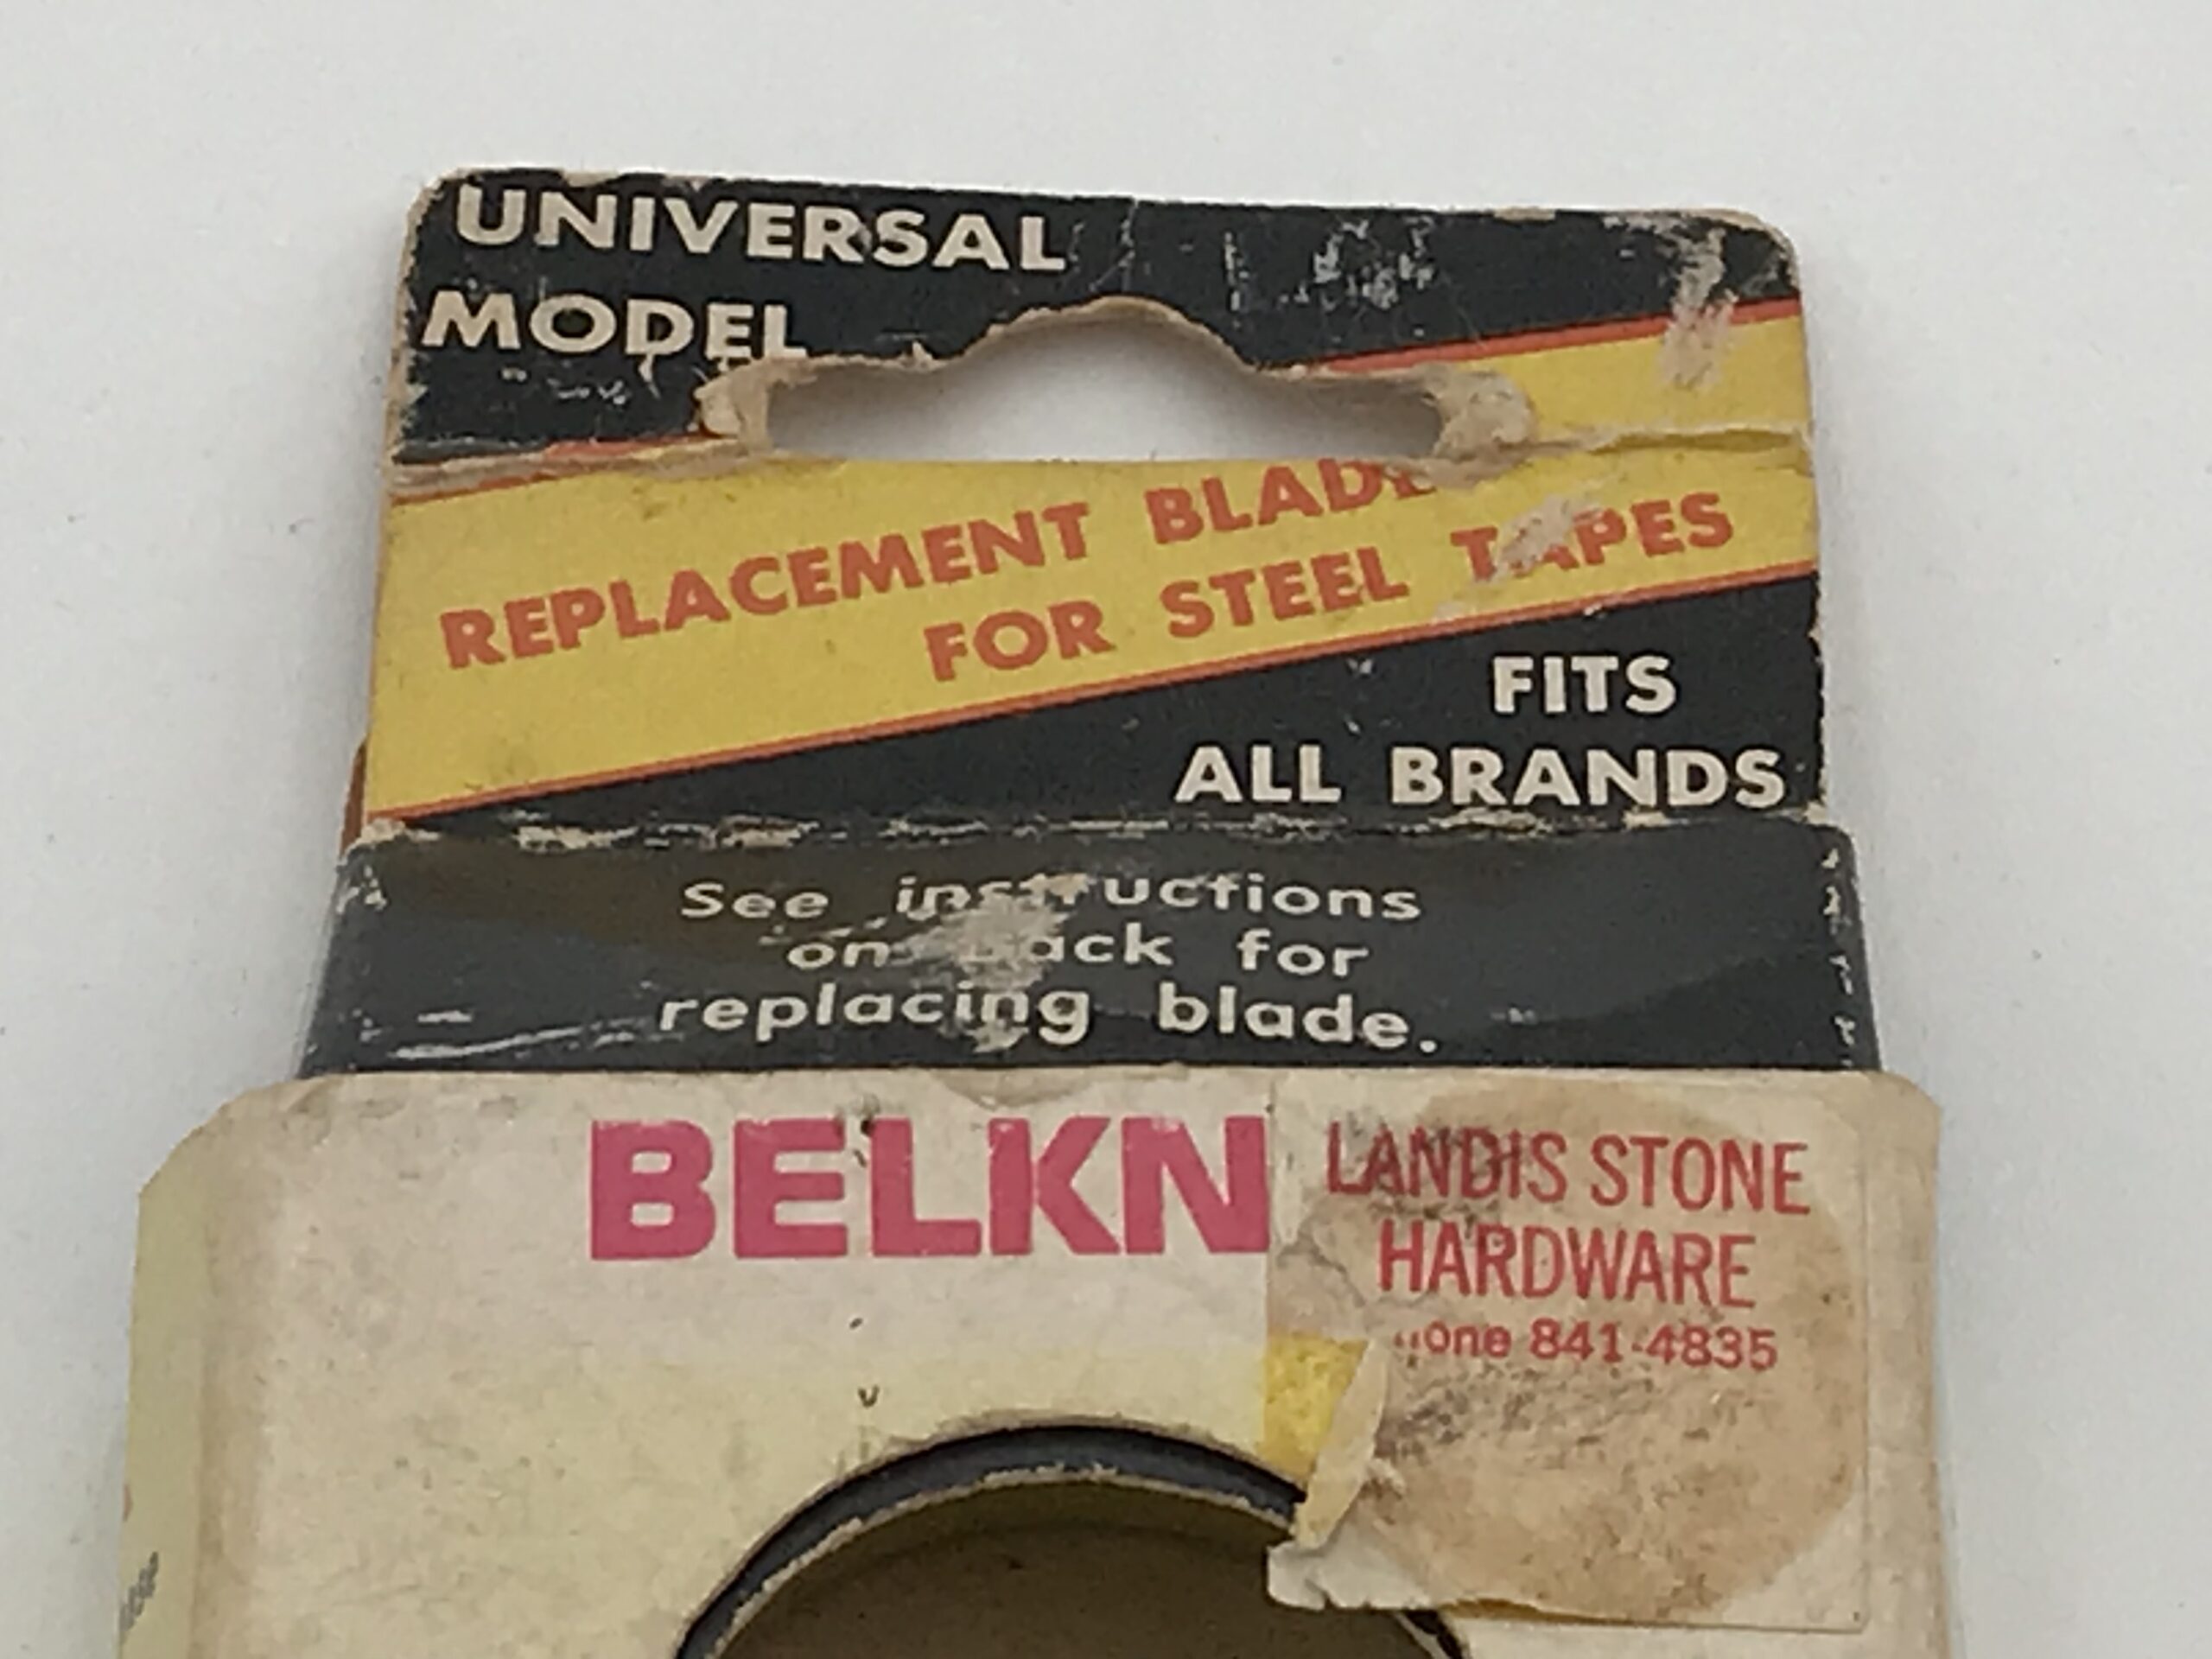 UNIVERSAL
MODEL
REPLACEMENT BLADE
FOR STEEL TAPES
FITS
ALL BRANDS
See instructions
on back for
replacing blade.
BELKN
LANDIS STONE
HARDWARE
one 841-4835